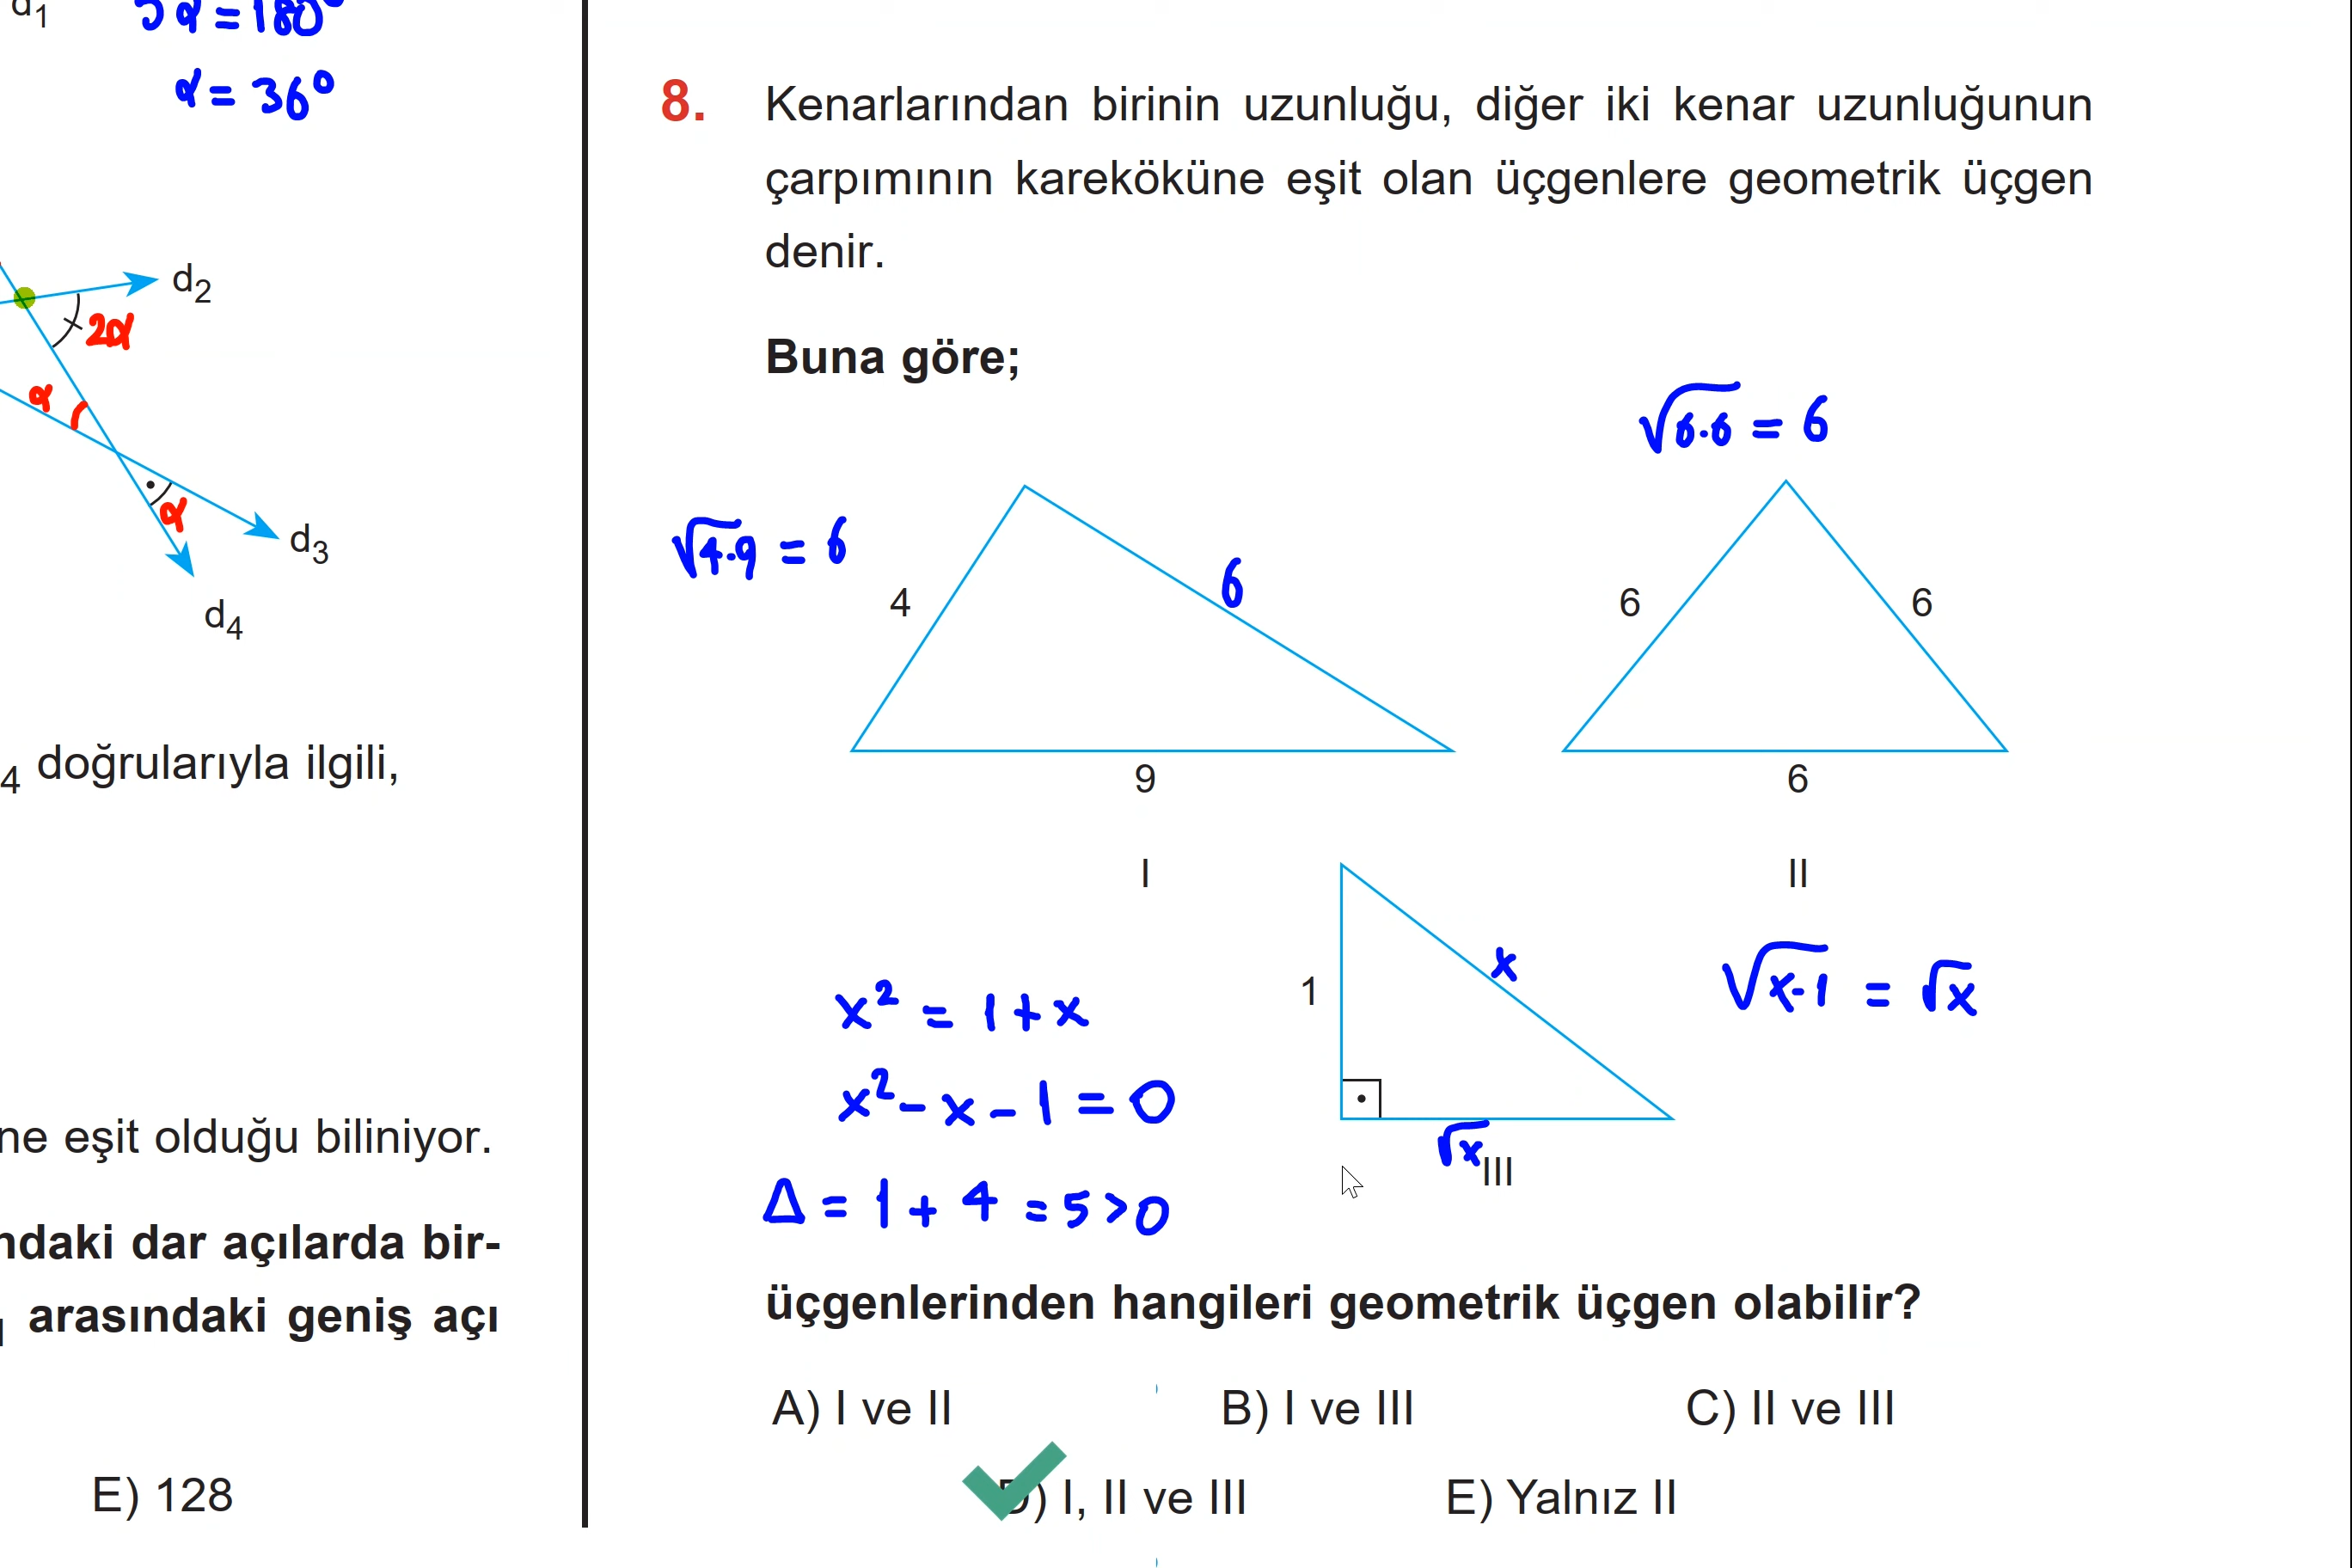 d1
5α = 180°
α = 36°
d2
2α
α
α
d3
d4
4 doğrularıyla ilgili,
ne eşit olduğu biliniyor.
ndaki dar açılarda bir-
arasındaki geniş açı
E) 128
8. Kenarlarından birinin uzunluğu, diğer iki kenar uzunluğunun
çarpımının kareköküne eşit olan üçgenlere geometrik üçgen
denir.
Buna göre;
√6·6 = 6
√4·9 = 6
4
6
9
I
6
6
6
II
x² = 1 + x
x² - x - 1 = 0
Δ = 1 + 4 = 5 > 0
1
x
√x
III
√x·1 = √x
üçgenlerinden hangileri geometrik üçgen olabilir?
A) I ve II
B) I ve III
C) II ve III
D) I, II ve III
E) Yalnız II